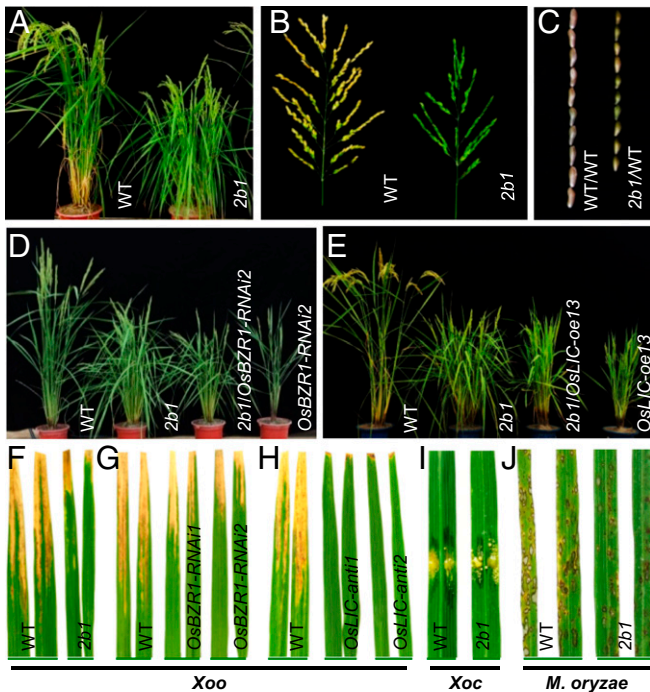 A
WT
2b1
B
WT
2b1
C
WT/WT
2b1/WT
D
WT
2b1
2b1/OsBZR1-RNAi2
OsBZR1-RNAi2
E
WT
2b1
2b1/OsLIC-oe13
OsLIC-oe13
F
WT
2b1
G
WT
OsBZR1-RNAi1
OsBZR1-RNAi2
H
WT
OsLIC-anti1
OsLIC-anti2
I
WT
2b1
J
WT
2b1
Xoo
Xoc
M. oryzae